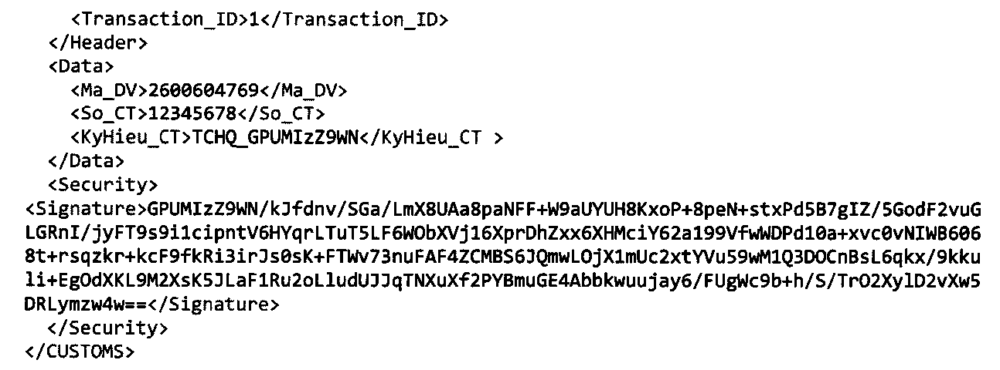 <Transaction_ID>1</Transaction_ID>
</Header>
<Data>
<Ma_DV>2600604769</Ma_DV>
<So_CT>12345678</So_CT>
<KyHieu_CT>TCHQ_GPUMIzZ9WN</KyHieu_CT >
</Data>
<Security>
<Signature>GPUMIzZ9WN/kJfdnv/SGa/LmX8UAa8paNFF+W9aUYUH8KxoP+8peN+stxPd5B7gIZ/5GodF2vuG
LGRnI/jyFT9s9i1cipntV6HYqrLTuT5LF6WObXVj16XprDhZxx6XHMciY62a199VfwWDPd10a+xvc0vNIWB606
8t+rsqzkr+kcF9fkRi3irJs0sK+FTWv73nuFAF4ZCMBS6JQmwLOjX1mUc2xtYVu59wM1Q3DOCnBsL6qkx/9kku
li+EgOdXKL9M2XsK5JLaF1Ru2oLludUJJqTNXuXf2PYBmuGE4Abbkwuujay6/FUgWc9b+h/S/TrO2XylD2vXw5
DRLymzw4w==</Signature>
</Security>
</CUSTOMS>